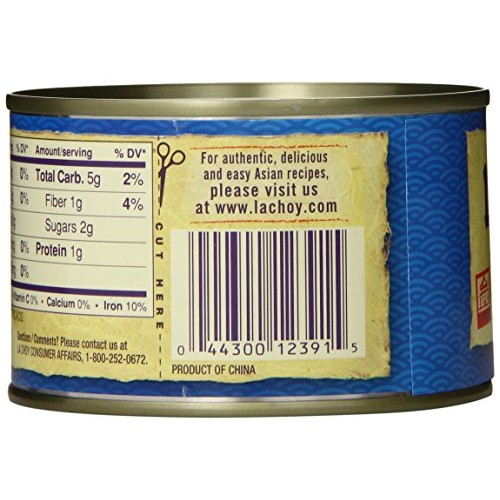 % DV* Amount/serving % DV*
0% Total Carb. 5g 2%
0% Fiber 1g 4%
0% Sugars 2g
0% Protein 1g
Vitamin C 0% • Calcium 0% • Iron 10%
Questions / Comments? Please contact us at
LA CHOY CONSUMER AFFAIRS, 1-800-252-0672.
CUT HERE
For authentic, delicious
and easy Asian recipes,
please visit us
at www.lachoy.com
0 44300 12391 5
PRODUCT OF CHINA